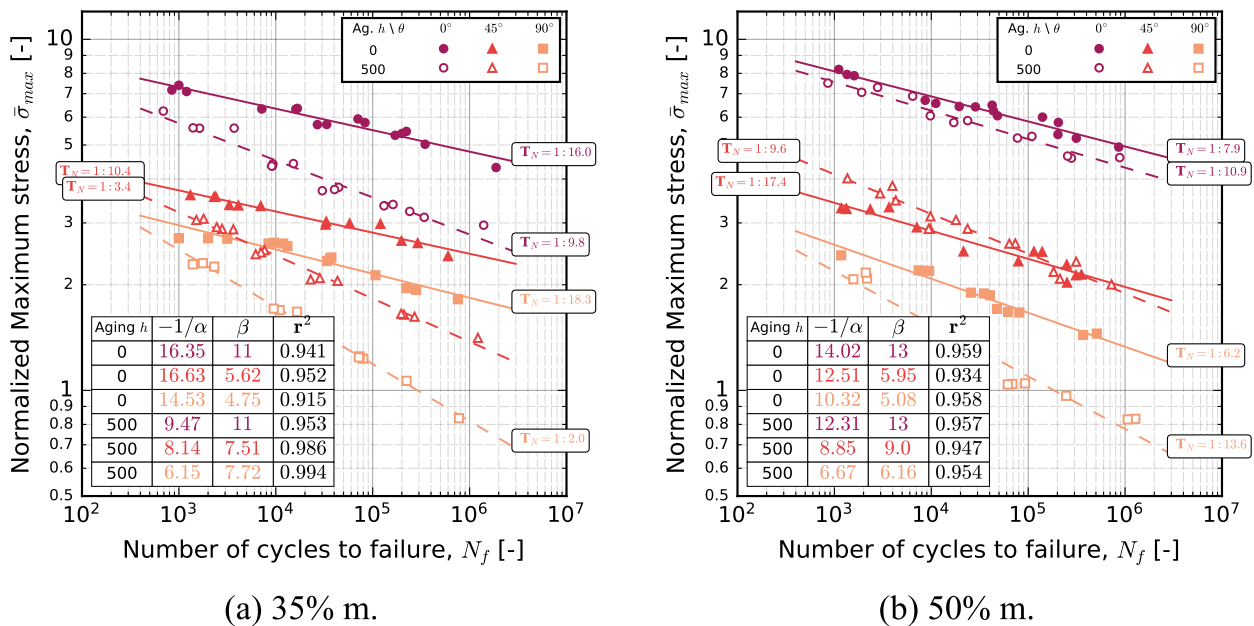 Ag. h \ θ 0° 45° 90°
0
500
10
9
8
7
6
5
4
3
2
1
0.9
0.8
0.7
0.6
0.5
Normalized Maximum stress, σ̄max [-]
T_N = 1 : 16.0
T_N = 1 : 10.4
T_N = 1 : 3.4
T_N = 1 : 9.8
T_N = 1 : 18.3
T_N = 1 : 2.0
Aging h −1/α β r²
0 16.35 11 0.941
0 16.63 5.62 0.952
0 14.53 4.75 0.915
500 9.47 11 0.953
500 8.14 7.51 0.986
500 6.15 7.72 0.994
10² 10³ 10⁴ 10⁵ 10⁶ 10⁷
Number of cycles to failure, N_f [-]
(a) 35% m.
Ag. h \ θ 0° 45° 90°
0
500
10
9
8
7
6
5
4
3
2
1
0.9
0.8
0.7
0.6
0.5
Normalized Maximum stress, σ̄max [-]
T_N = 1 : 9.6
T_N = 1 : 7.9
T_N = 1 : 10.9
T_N = 1 : 17.4
T_N = 1 : 6.2
T_N = 1 : 13.6
Aging h −1/α β r²
0 14.02 13 0.959
0 12.51 5.95 0.934
0 10.32 5.08 0.958
500 12.31 13 0.957
500 8.85 9.0 0.947
500 6.67 6.16 0.954
10² 10³ 10⁴ 10⁵ 10⁶ 10⁷
Number of cycles to failure, N_f [-]
(b) 50% m.